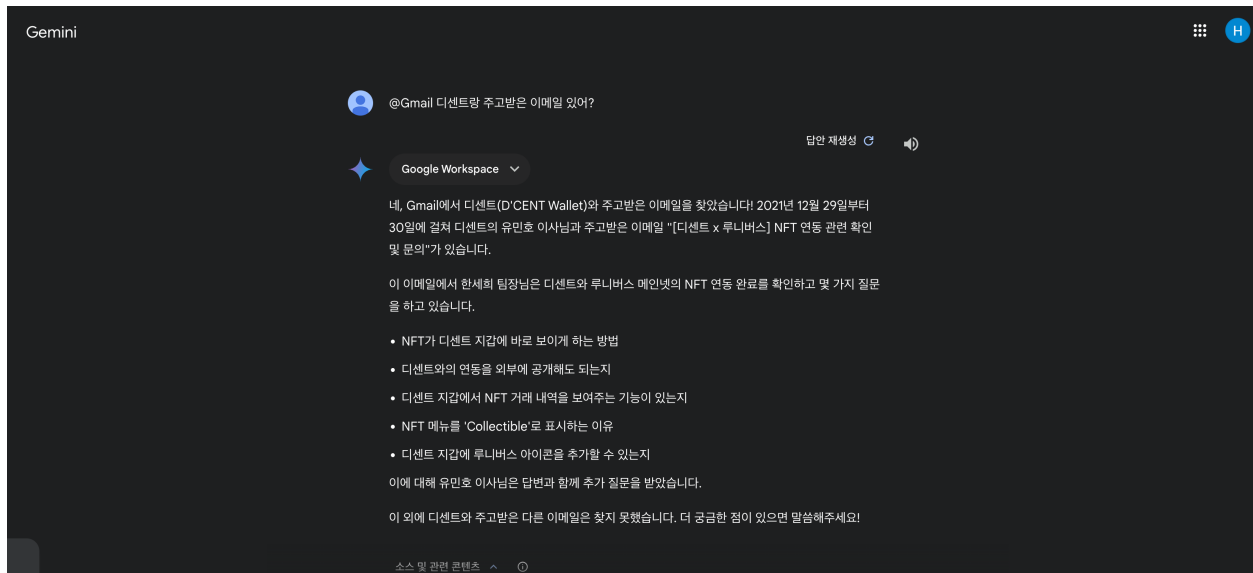 Gemini
H
@Gmail 디센트랑 주고받은 이메일 있어?
답안 재생성
Google Workspace
네, Gmail에서 디센트(D'CENT Wallet)와 주고받은 이메일을 찾았습니다! 2021년 12월 29일부터
30일에 걸쳐 디센트의 유민호 이사님과 주고받은 이메일 "[디센트 x 루니버스] NFT 연동 관련 확인
및 문의"가 있습니다.
이 이메일에서 한세희 팀장님은 디센트와 루니버스 메인넷의 NFT 연동 완료를 확인하고 몇 가지 질문
을 하고 있습니다.
• NFT가 디센트 지갑에 바로 보이게 하는 방법
• 디센트와의 연동을 외부에 공개해도 되는지
• 디센트 지갑에서 NFT 거래 내역을 보여주는 기능이 있는지
• NFT 메뉴를 'Collectible'로 표시하는 이유
• 디센트 지갑에 루니버스 아이콘을 추가할 수 있는지
이에 대해 유민호 이사님은 답변과 함께 추가 질문을 받았습니다.
이 외에 디센트와 주고받은 다른 이메일은 찾지 못했습니다. 더 궁금한 점이 있으면 말씀해주세요!
소스 및 관련 콘텐츠